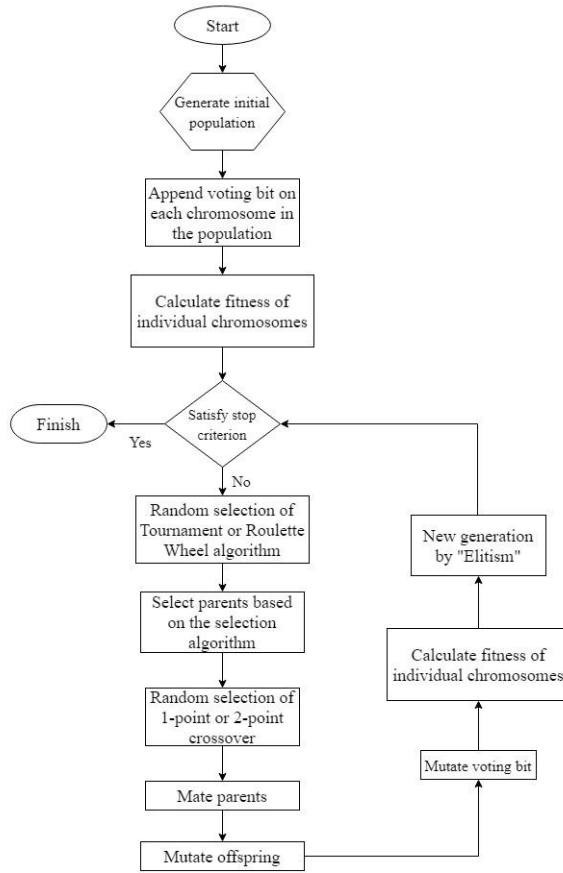 Start
Generate initial
population
Append voting bit on
each chromosome in
the population
Calculate fitness of
individual chromosomes
Satisfy stop
criterion
Finish
Yes
No
Random selection of
Tournament or Roulette
Wheel algorithm
Select parents based
on the selection
algorithm
Random selection of
1-point or 2-point
crossover
Mate parents
Mutate offspring
Mutate voting bit
Calculate fitness of
individual chromosomes
New generation
by "Elitism"